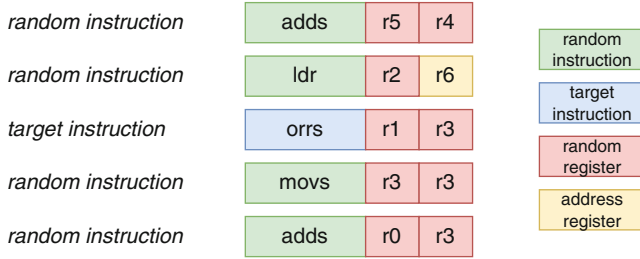 random instruction adds r5 r4
random instruction ldr r2 r6
target instruction orrs r1 r3
random instruction movs r3 r3
random instruction adds r0 r3
random
instruction
target
instruction
random
register
address
register